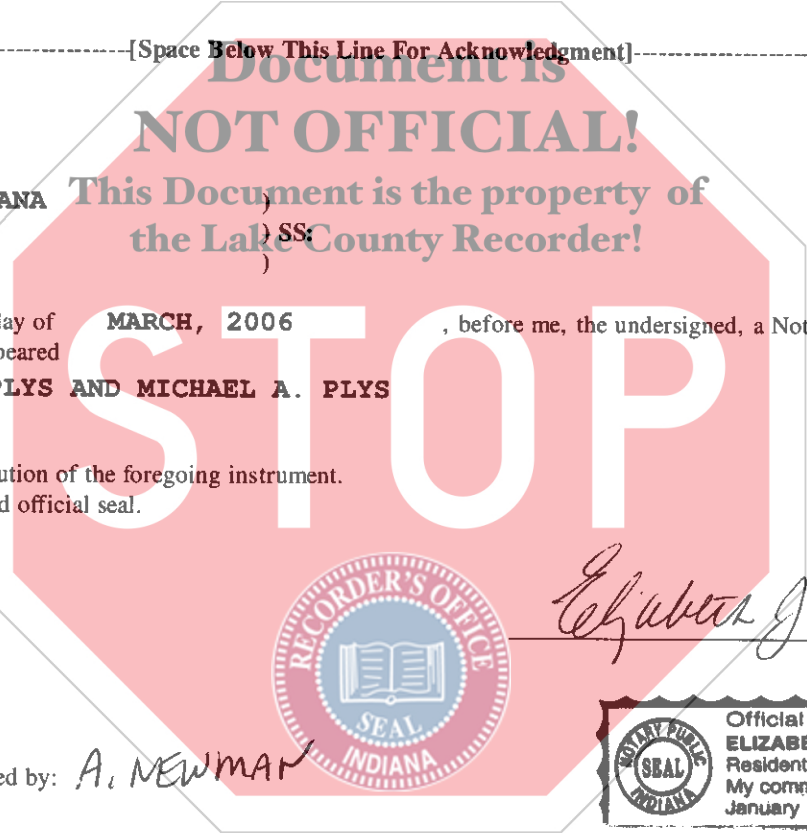 [Space Below This Line For Acknowledgment]
Document is
NOT OFFICIAL!
This Document is the property of
the Lake County Recorder!
ANA )
) SS:
)
ay of MARCH, 2006 , before me, the undersigned, a Not
peared
PLYS AND MICHAEL A. PLYS
ution of the foregoing instrument.
d official seal.
STOP
Elizabeth J
RECORDER'S OFFICE
SEAL
INDIANA
ed by: A. NEWMAN
NOTARY PUBLIC
SEAL
INDIANA
Official
ELIZABE
Resident
My comm
January